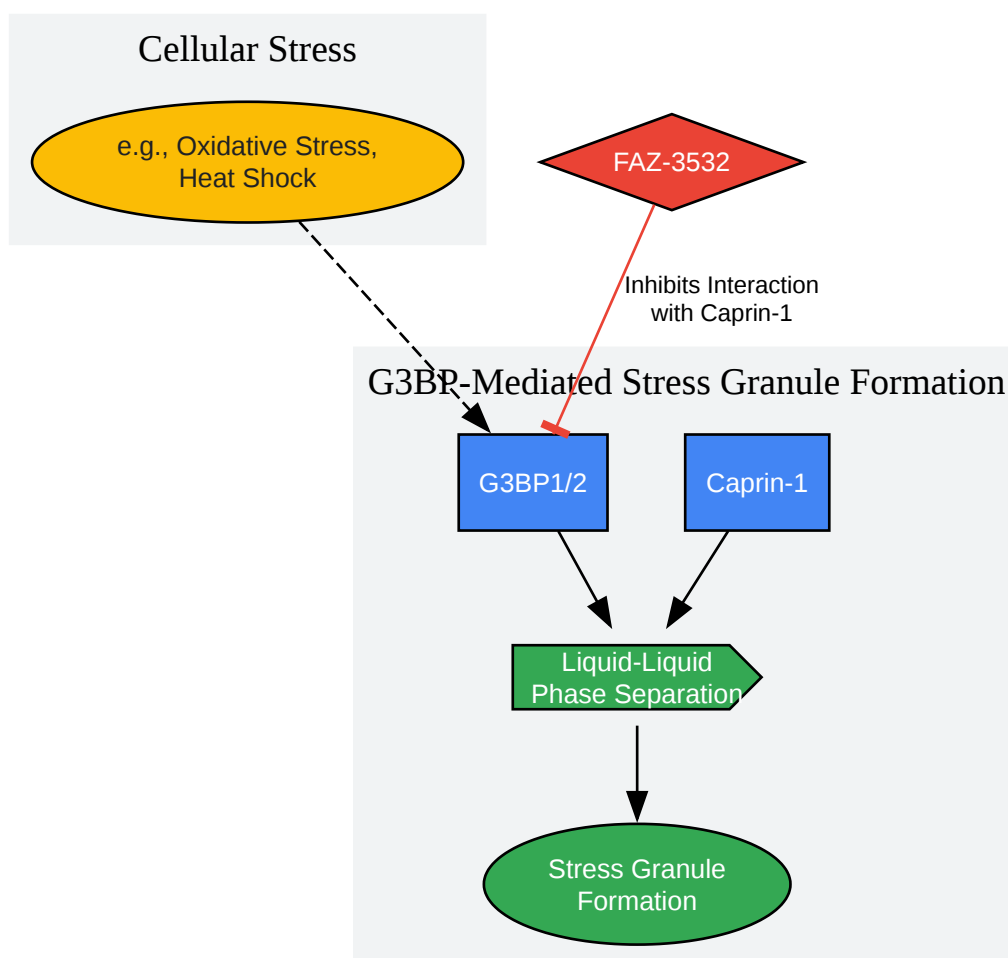 Cellular Stress
e.g., Oxidative Stress,
Heat Shock
FAZ-3532
Inhibits Interaction
with Caprin-1
G3BP-Mediated Stress Granule Formation
G3BP1/2
Caprin-1
Liquid-Liquid
Phase Separation
Stress Granule
Formation